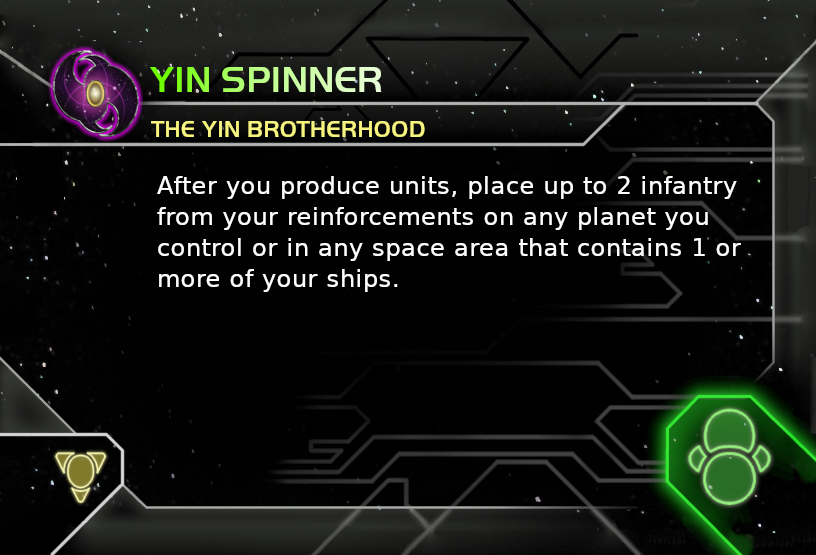 YIN SPINNER
THE YIN BROTHERHOOD
After you produce units, place up to 2 infantry
from your reinforcements on any planet you
control or in any space area that contains 1 or
more of your ships.